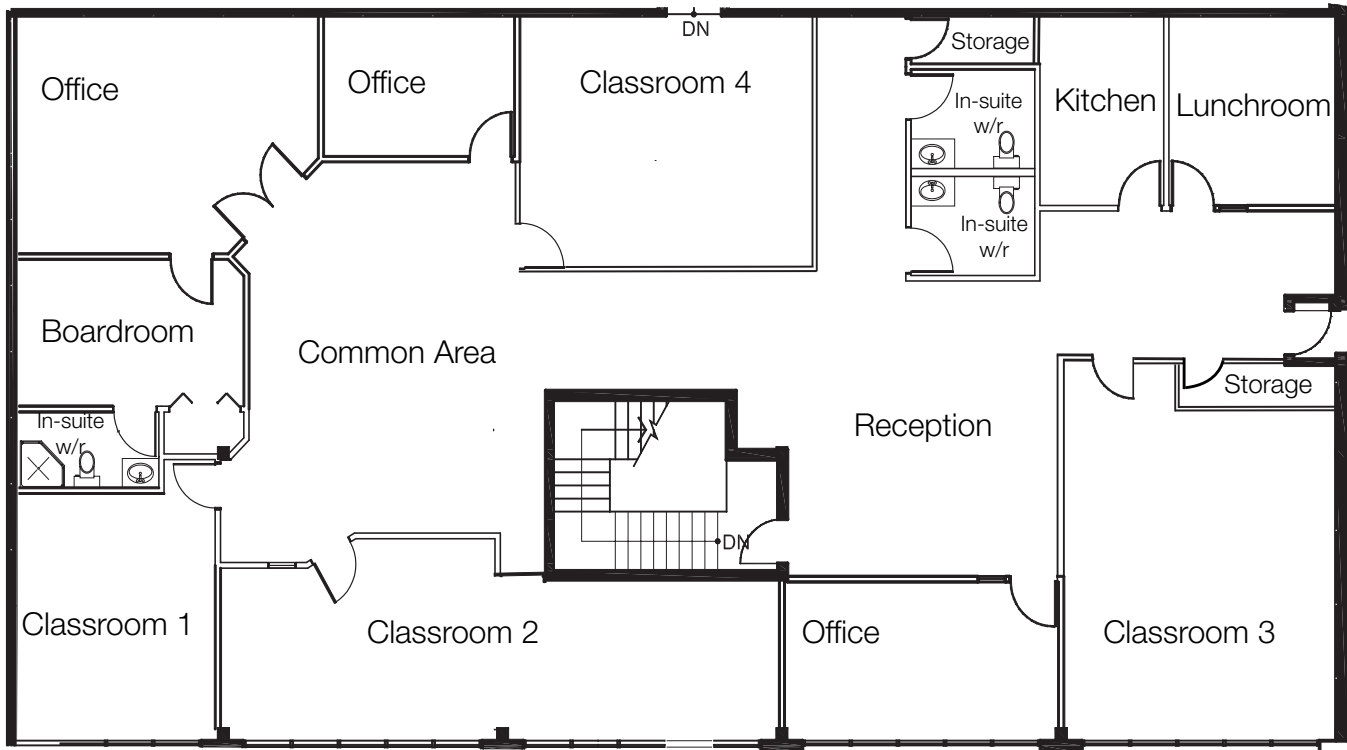 DN
Storage
Office
Office
Classroom 4
In-suite
w/r
Kitchen
Lunchroom
In-suite
w/r
Boardroom
Common Area
Storage
In-suite
w/r
Reception
DN
Classroom 1
Classroom 2
Office
Classroom 3